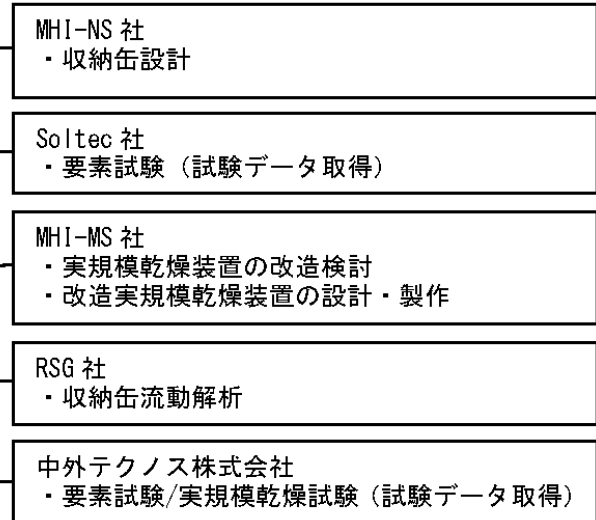 MHI-NS 社
・収納缶設計
Soltec 社
・要素試験（試験データ取得）
MHI-MS 社
・実規模乾燥装置の改造検討
・改造実規模乾燥装置の設計・製作
RSG 社
・収納缶流動解析
中外テクノス株式会社
・要素試験/実規模乾燥試験（試験データ取得）